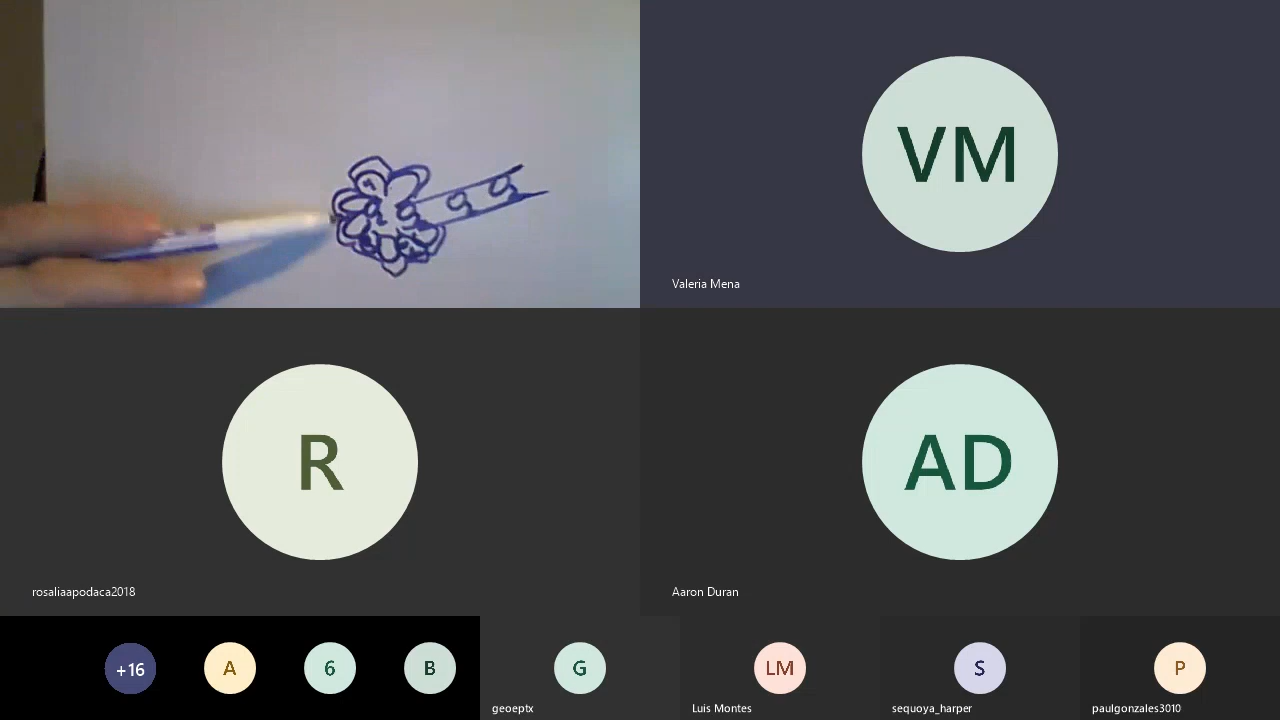 VM
Valeria Mena
R
rosaliaapodaca2018
AD
Aaron Duran
+16
A
6
B
G
geoeptx
LM
Luis Montes
S
sequoya_harper
P
paulgonzales3010